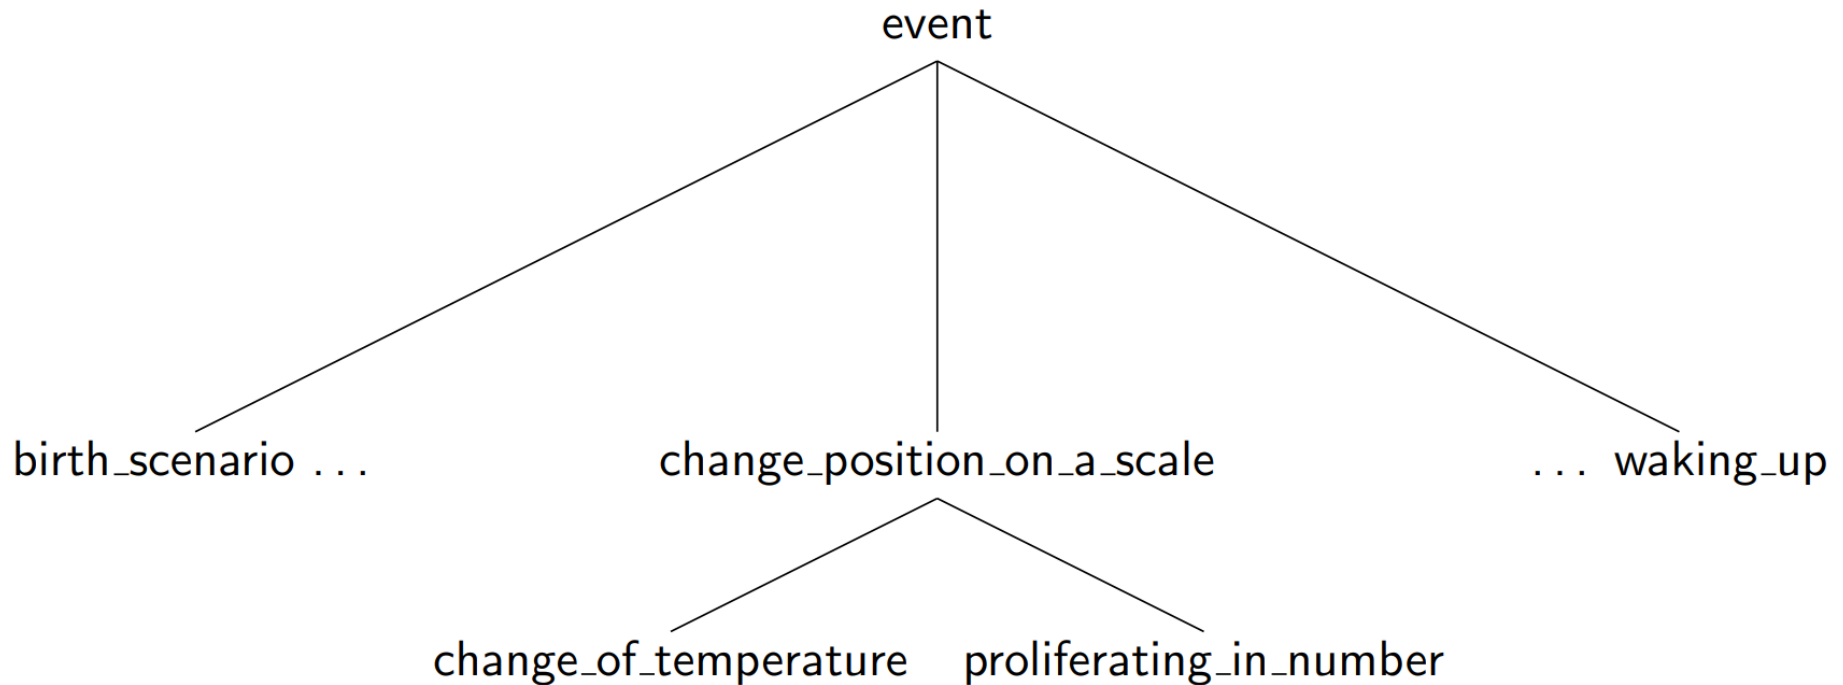 event
birth_scenario ... change_position_on_a_scale ... waking_up
change_of_temperature proliferating_in_number